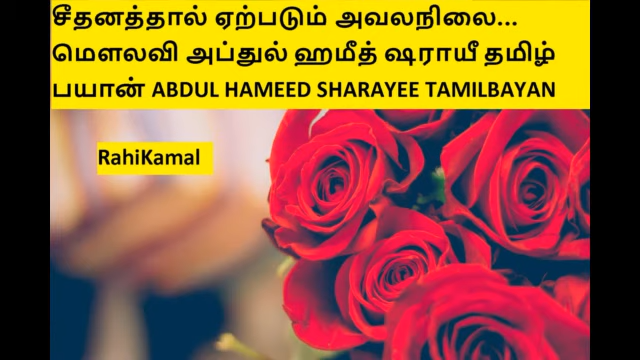 சீதனத்தால் ஏற்படும் அவலநிலை...
மௌலவி அப்துல் ஹமீத் ஷராயீ தமிழ்
பயான் ABDUL HAMEED SHARAYEE TAMILBAYAN
RahiKamal